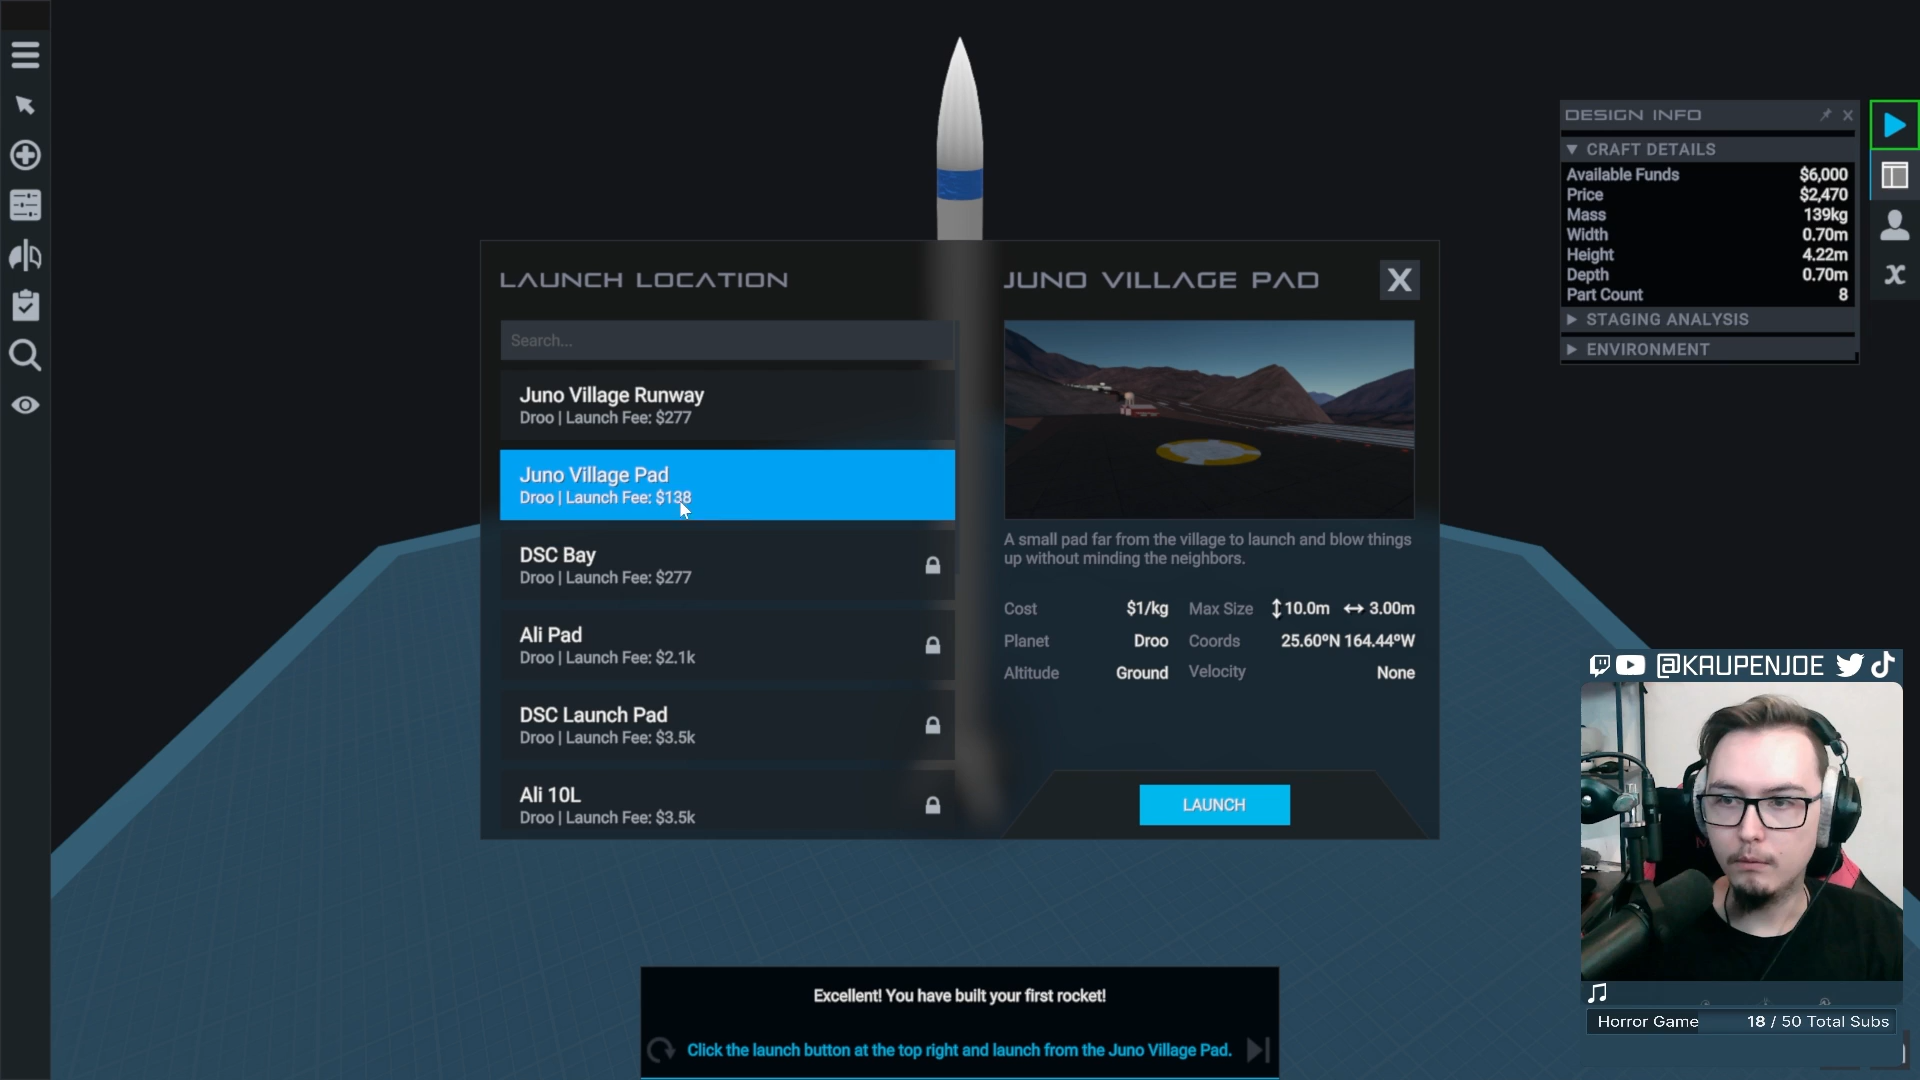 LAUNCH LOCATION
Search...
Juno Village Runway
Droo | Launch Fee: $277
Juno Village Pad
Droo | Launch Fee: $138
DSC Bay
Droo | Launch Fee: $277
Ali Pad
Droo | Launch Fee: $2.1k
DSC Launch Pad
Droo | Launch Fee: $3.5k
Ali 10L
Droo | Launch Fee: $3.5k
JUNO VILLAGE PAD
X
A small pad far from the village to launch and blow things
up without minding the neighbors.
Cost $1/kg Max Size 10.0m 3.00m
Planet Droo Coords 25.60°N 164.44°W
Altitude Ground Velocity None
LAUNCH
DESIGN INFO
CRAFT DETAILS
Available Funds $6,000
Price $2,470
Mass 139kg
Width 0.70m
Height 4.22m
Depth 0.70m
Part Count 8
STAGING ANALYSIS
ENVIRONMENT
Excellent! You have built your first rocket!
Click the launch button at the top right and launch from the Juno Village Pad.
@KAUPENJOE
Horror Game 18 / 50 Total Subs